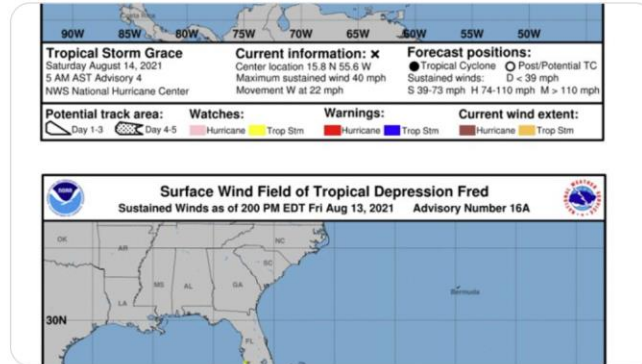 Costa Rica
90W 85W 80W 75W 70W 65W 60W 55W 50W
Tropical Storm Grace
Saturday August 14, 2021
5 AM AST Advisory 4
NWS National Hurricane Center
Current information: x
Center location 15.8 N 55.6 W
Maximum sustained wind 40 mph
Movement W at 22 mph
Forecast positions:
Tropical Cyclone Post/Potential TC
Sustained winds: D < 39 mph
S 39-73 mph H 74-110 mph M > 110 mph
Potential track area:
Day 1-3 Day 4-5
Watches:
Hurricane Trop Stm
Warnings:
Hurricane Trop Stm
Current wind extent:
Hurricane Trop Stm
NOAA
Surface Wind Field of Tropical Depression Fred
Sustained Winds as of 200 PM EDT Fri Aug 13, 2021 Advisory Number 16A
OK
AR
NC
SC
MS
AL
GA
LA
Bermuda
30N
FL